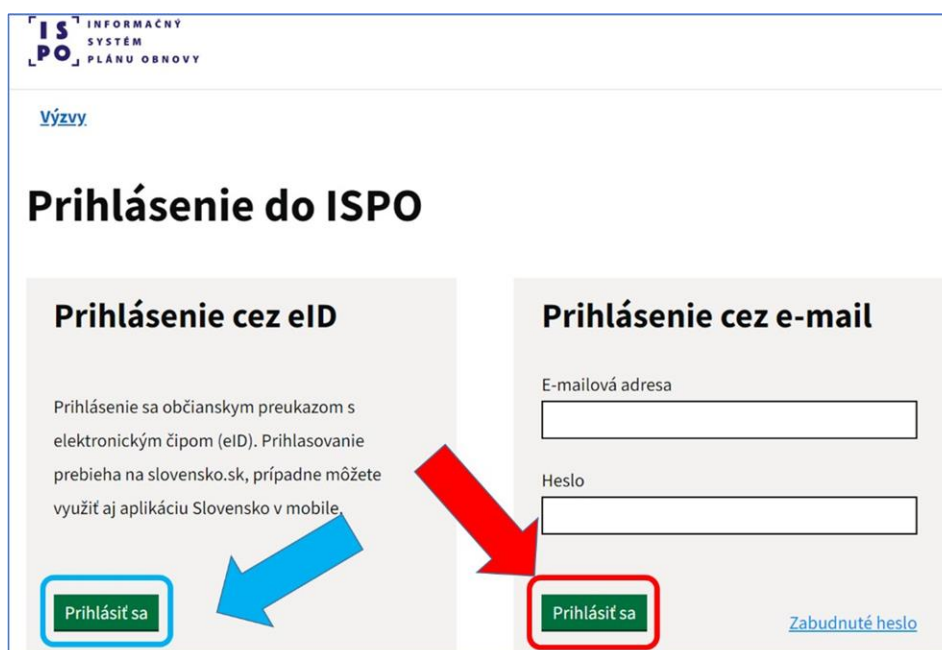 IS INFORMAČNÝ
SYSTÉM
PO PLÁNU OBNOVY
Výzvy
Prihlásenie do ISPO
Prihlásenie cez eID
Prihlásenie sa občianskym preukazom s
elektronickým čipom (eID). Prihlasovanie
prebieha na slovensko.sk, prípadne môžete
využiť aj aplikáciu Slovensko v mobile.
Prihlásiť sa
Prihlásenie cez e-mail
E-mailová adresa
Heslo
Prihlásiť sa
Zabudnuté heslo